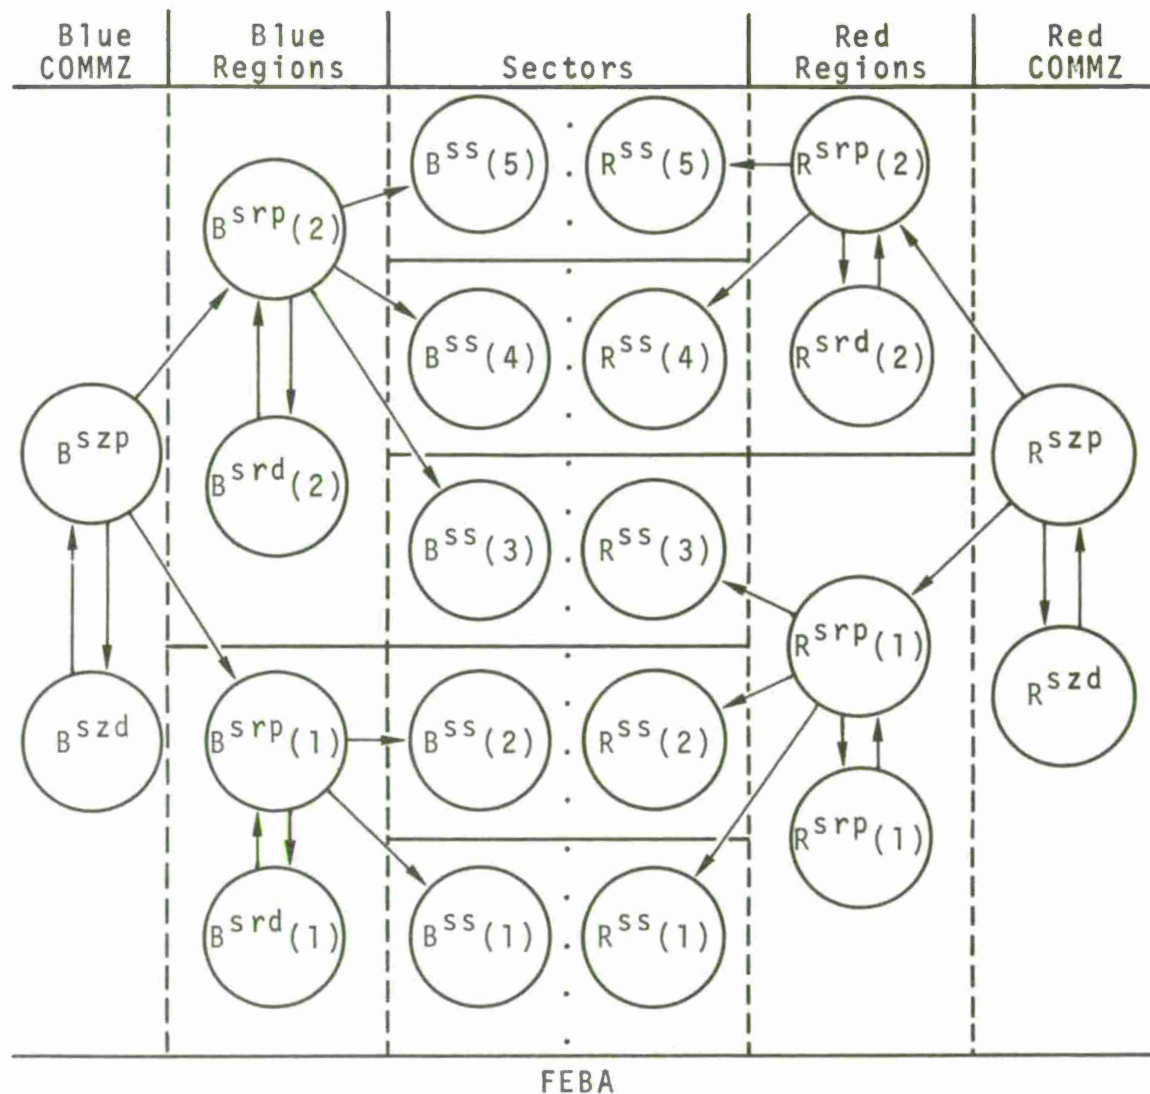 Blue COMMZ
Blue Regions
Sectors
Red Regions
Red COMMZ
B^ss(5)
R^ss(5)
R^srp(2)
B^srp(2)
B^ss(4)
R^ss(4)
R^srd(2)
B^szp
B^srd(2)
R^szp
B^ss(3)
R^ss(3)
R^srp(1)
R^szd
B^szd
B^srp(1)
B^ss(2)
R^ss(2)
R^srp(1)
B^srd(1)
B^ss(1)
R^ss(1)
FEBA